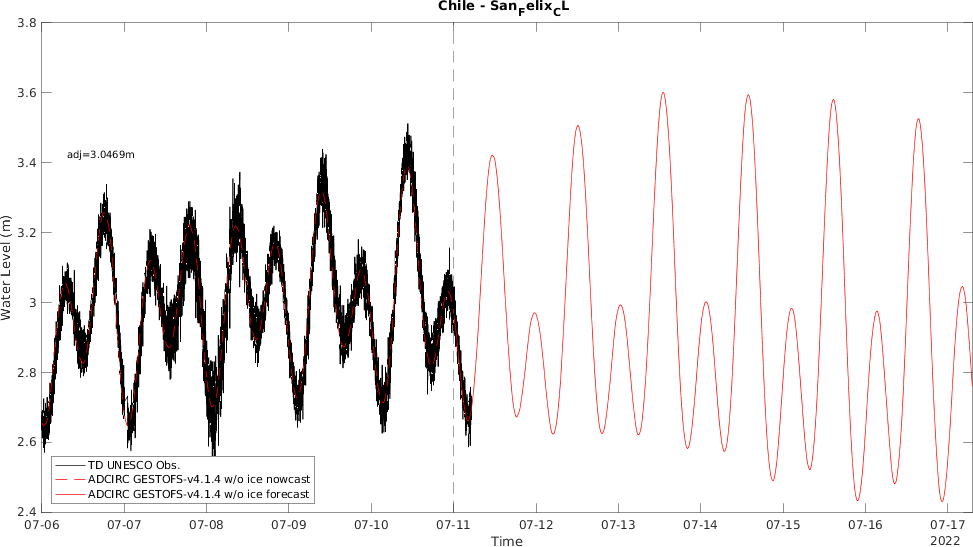 Chile - SanFelixCL
3.8
3.6
3.4
3.2
3
2.8
2.6
2.4
Water Level (m)
adj=3.0469m
TD UNESCO Obs.
ADCIRC GESTOFS-v4.1.4 w/o ice nowcast
ADCIRC GESTOFS-v4.1.4 w/o ice forecast
07-06 07-07 07-08 07-09 07-10 07-11 07-12 07-13 07-14 07-15 07-16 07-17
Time 2022